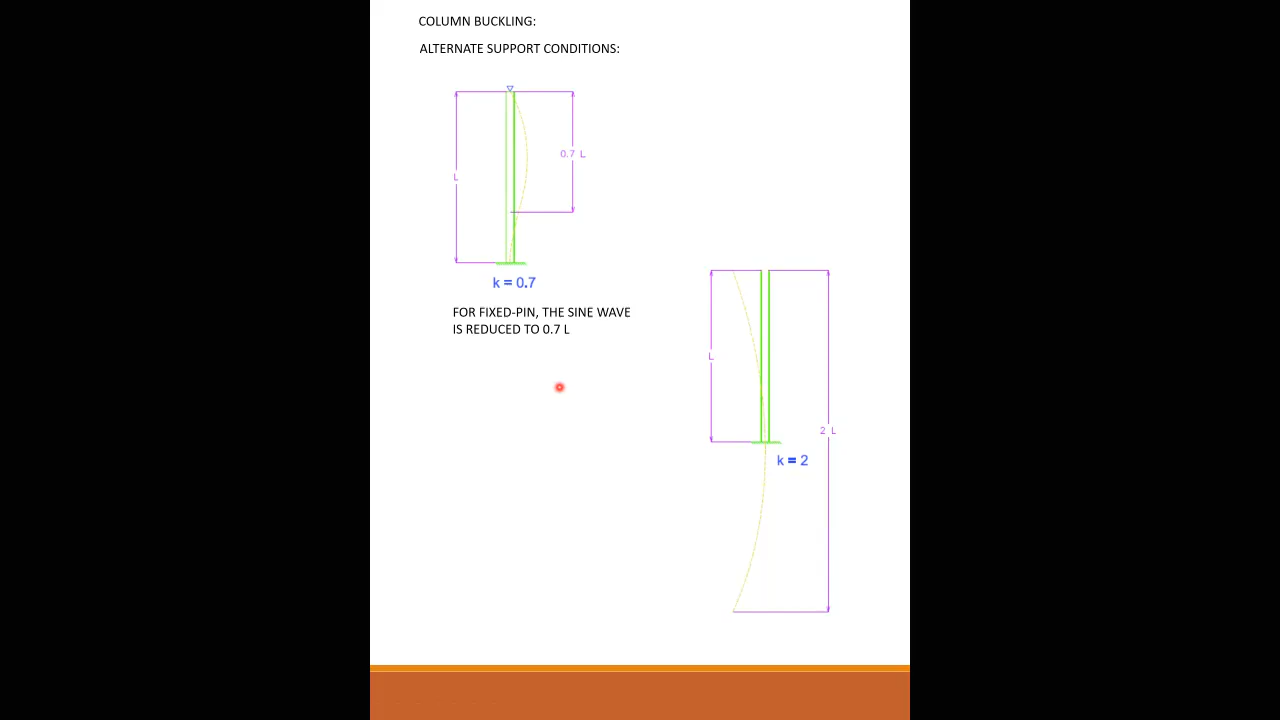 COLUMN BUCKLING:
ALTERNATE SUPPORT CONDITIONS:
0.7 L
L
k = 0.7
FOR FIXED-PIN, THE SINE WAVE
IS REDUCED TO 0.7 L
L
2 L
k = 2